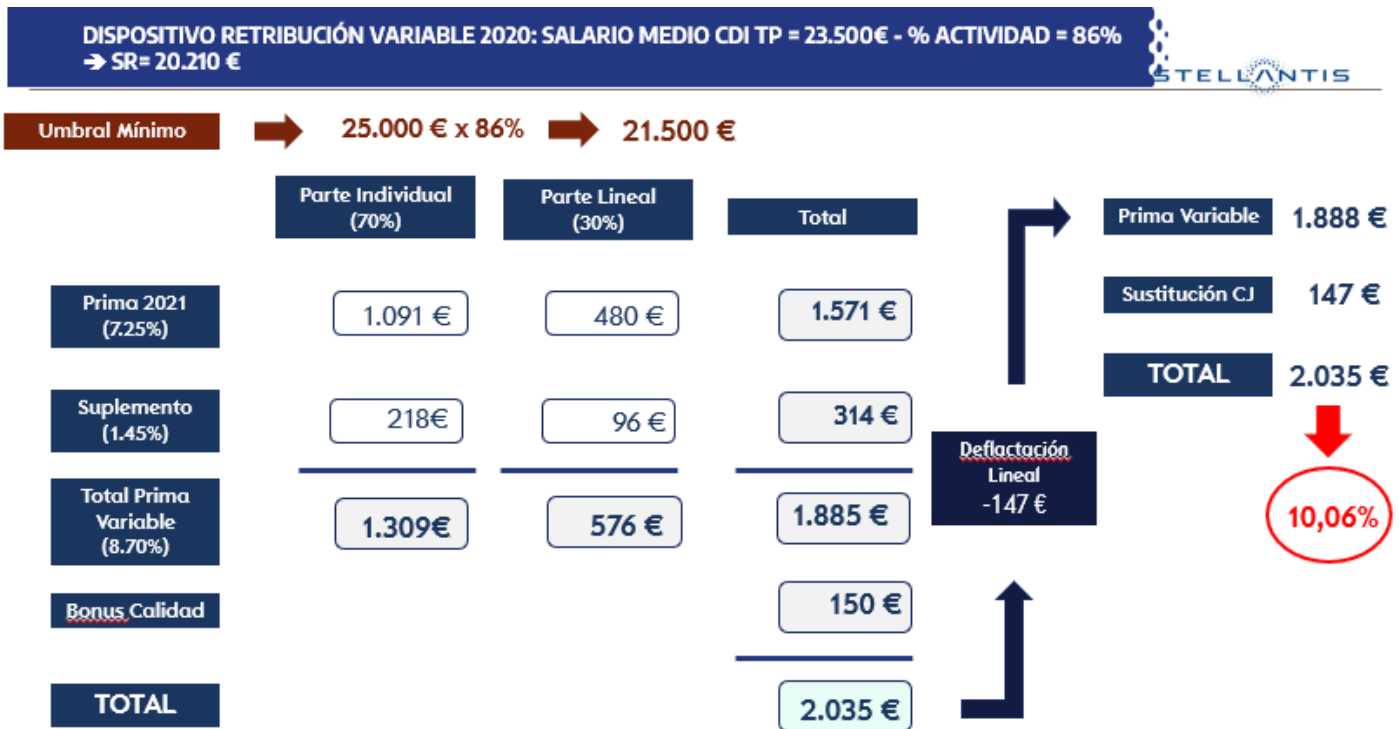 DISPOSITIVO RETRIBUCIÓN VARIABLE 2020: SALARIO MEDIO CDI TP = 23.500€ - % ACTIVIDAD = 86%
➔ SR= 20.210 €
STELLANTIS
Umbral Mínimo
25.000 € x 86%
21.500 €
Parte Individual
(70%)
Parte Lineal
(30%)
Total
Prima Variable
1.888 €
Prima 2021
(7.25%)
1.091 €
480 €
1.571 €
Sustitución CJ
147 €
TOTAL
2.035 €
Suplemento
(1.45%)
218€
96 €
314 €
Deflactación
Lineal
-147 €
10,06%
Total Prima
Variable
(8.70%)
1.309€
576 €
1.885 €
Bonus Calidad
150 €
TOTAL
2.035 €